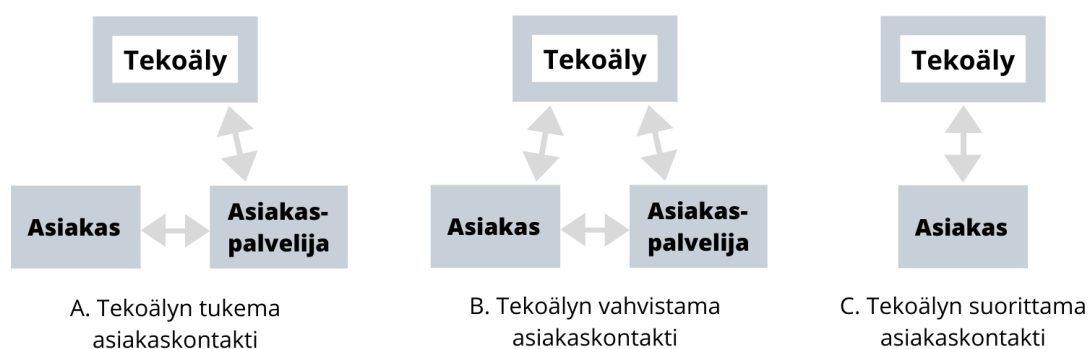 Tekoäly
Asiakas
Asiakas-
palvelija
A. Tekoälyn tukema
asiakaskontakti
Tekoäly
Asiakas
Asiakas-
palvelija
B. Tekoälyn vahvistama
asiakaskontakti
Tekoäly
Asiakas
C. Tekoälyn suorittama
asiakaskontakti